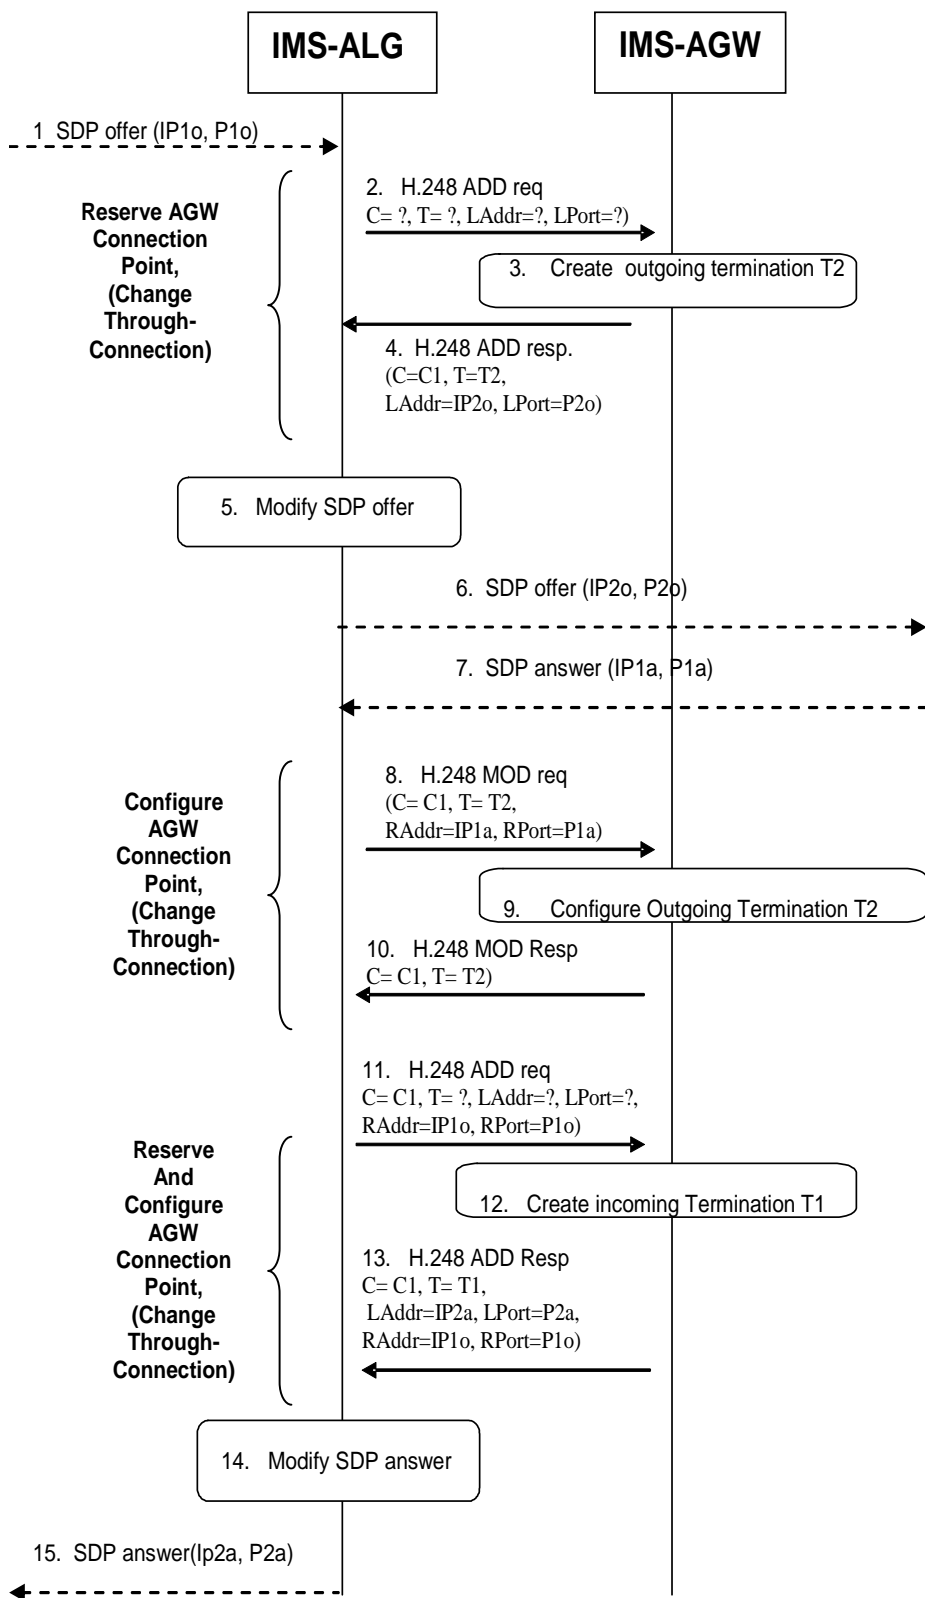 IMS-ALG
IMS-AGW
1 SDP offer (IP1o, P1o)
Reserve AGW
Connection
Point,
(Change
Through-
Connection)
2. H.248 ADD req
C= ?, T= ?, LAddr=?, LPort=?)
3. Create outgoing termination T2
4. H.248 ADD resp.
(C=C1, T=T2,
LAddr=IP2o, LPort=P2o)
5. Modify SDP offer
6. SDP offer (IP2o, P2o)
7. SDP answer (IP1a, P1a)
Configure
AGW
Connection
Point,
(Change
Through-
Connection)
8. H.248 MOD req
(C= C1, T= T2,
RAddr=IP1a, RPort=P1a)
9. Configure Outgoing Termination T2
10. H.248 MOD Resp
C= C1, T= T2)
11. H.248 ADD req
C= C1, T= ?, LAddr=?, LPort=?,
RAddr=IP1o, RPort=P1o)
Reserve
And
Configure
AGW
Connection
Point,
(Change
Through-
Connection)
12. Create incoming Termination T1
13. H.248 ADD Resp
C= C1, T= T1,
LAddr=IP2a, LPort=P2a,
RAddr=IP1o, RPort=P1o)
14. Modify SDP answer
15. SDP answer(Ip2a, P2a)